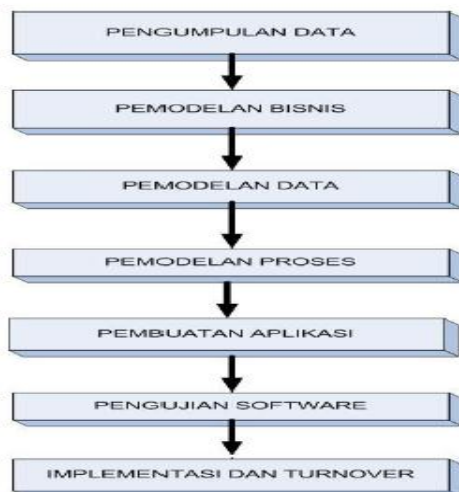 PENGUMPULAN DATA
PEMODELAN BISNIS
PEMODELAN DATA
PEMODELAN PROSES
PEMBUATAN APLIKASI
PENGUJIAN SOFTWARE
IMPLEMENTASI DAN TURNOVER